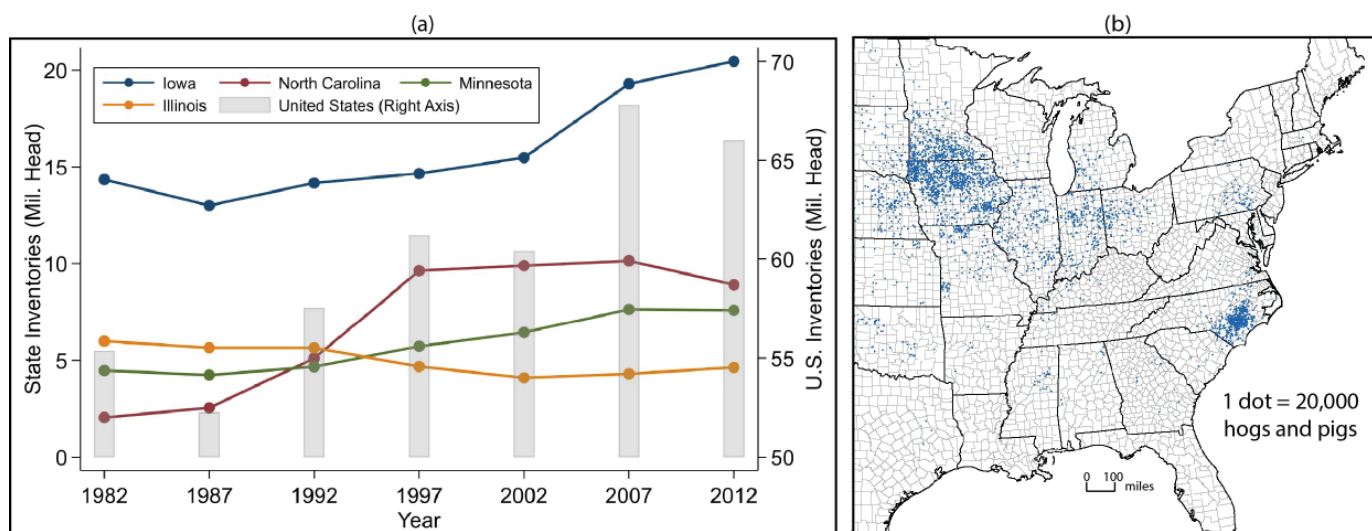 (a)
State Inventories (Mil. Head)
20
15
10
5
0
Iowa North Carolina Minnesota
Illinois United States (Right Axis)
70
65
60
55
50
U.S. Inventories (Mil. Head)
1982 1987 1992 1997 2002 2007 2012
Year
(b)
1 dot = 20,000
hogs and pigs
0 100
miles